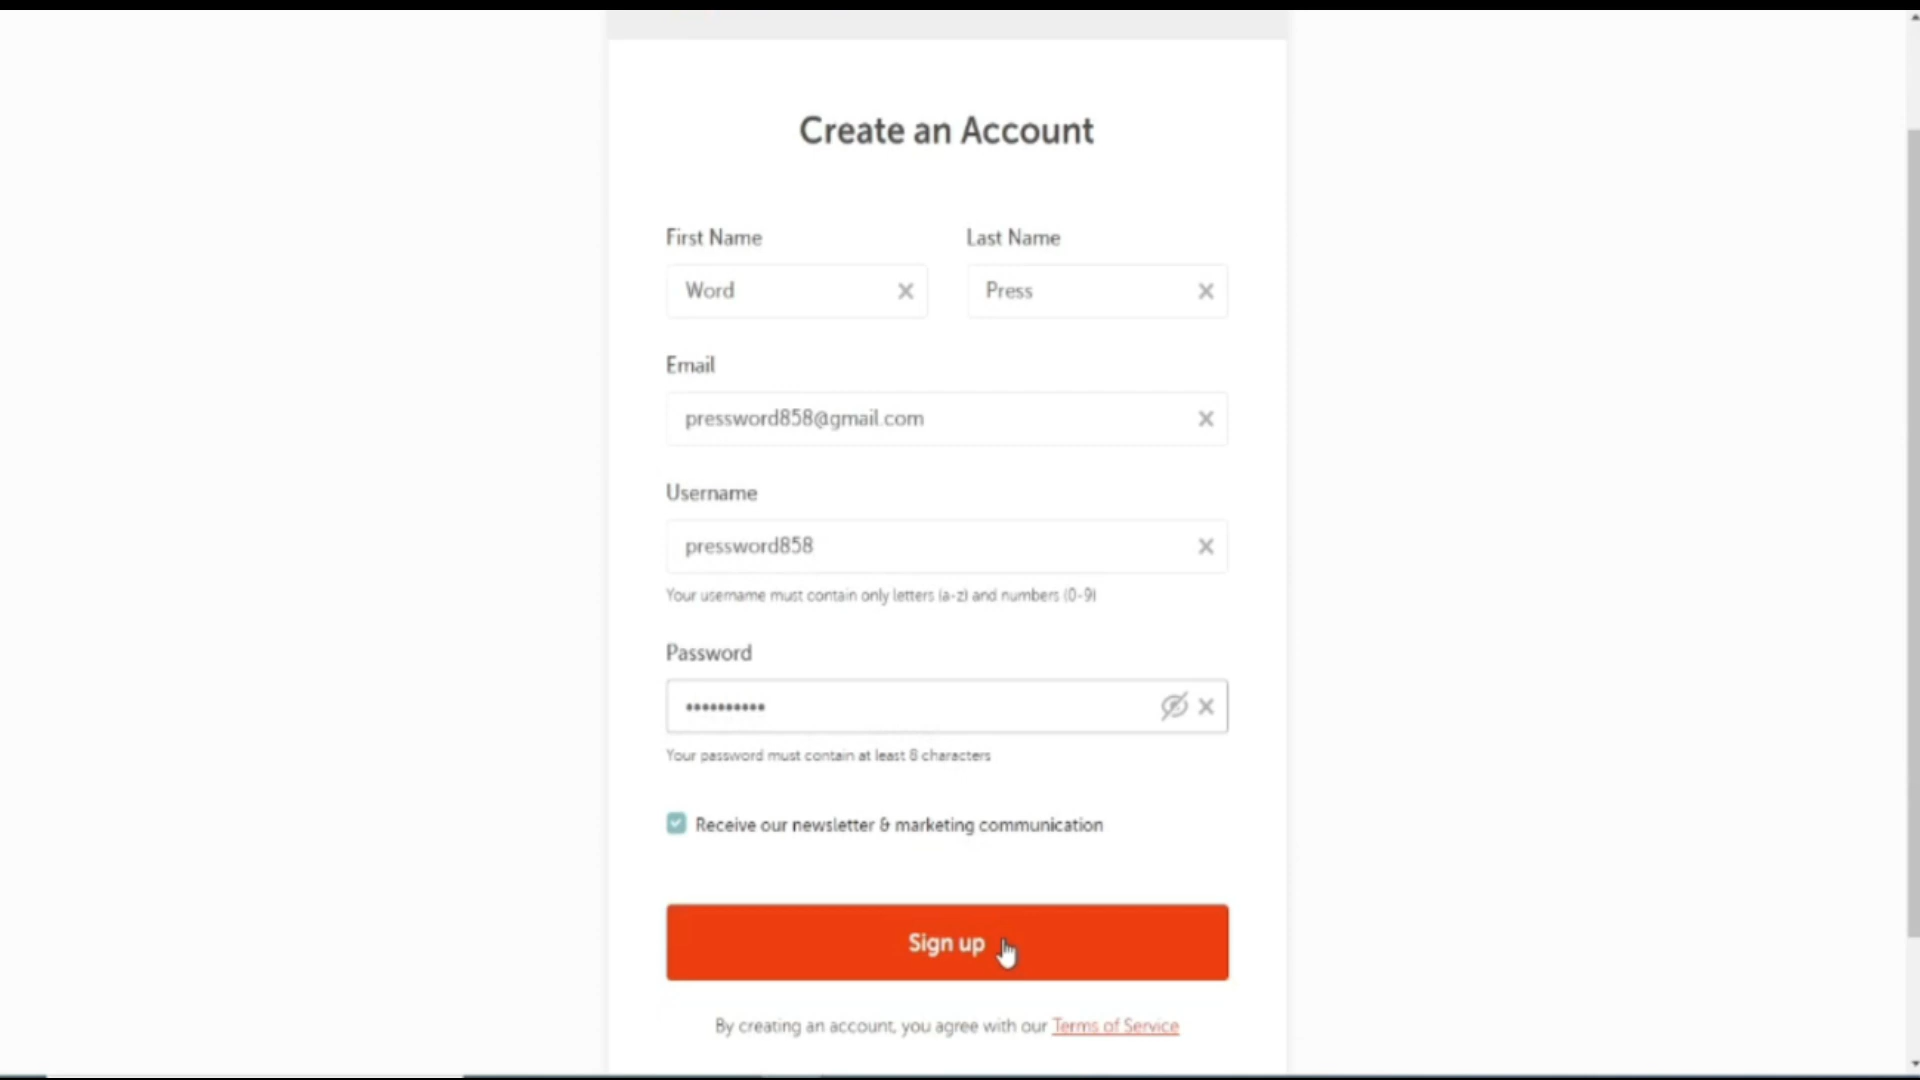 Create an Account
First Name Last Name
Word Press
Email
pressword858@gmail.com
Username
pressword858
Your username must contain only letters (a-z) and numbers (0-9)
Password
••••••••••
Your password must contain at least 8 characters
Receive our newsletter & marketing communication
Sign up
By creating an account, you agree with our Terms of Service